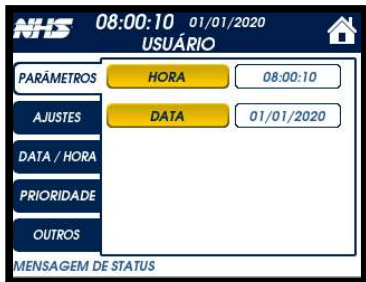 NHS 08:00:10 01/01/2020
USUÁRIO
PARÂMETROS HORA 08:00:10
AJUSTES DATA 01/01/2020
DATA / HORA
PRIORIDADE
OUTROS
MENSAGEM DE STATUS